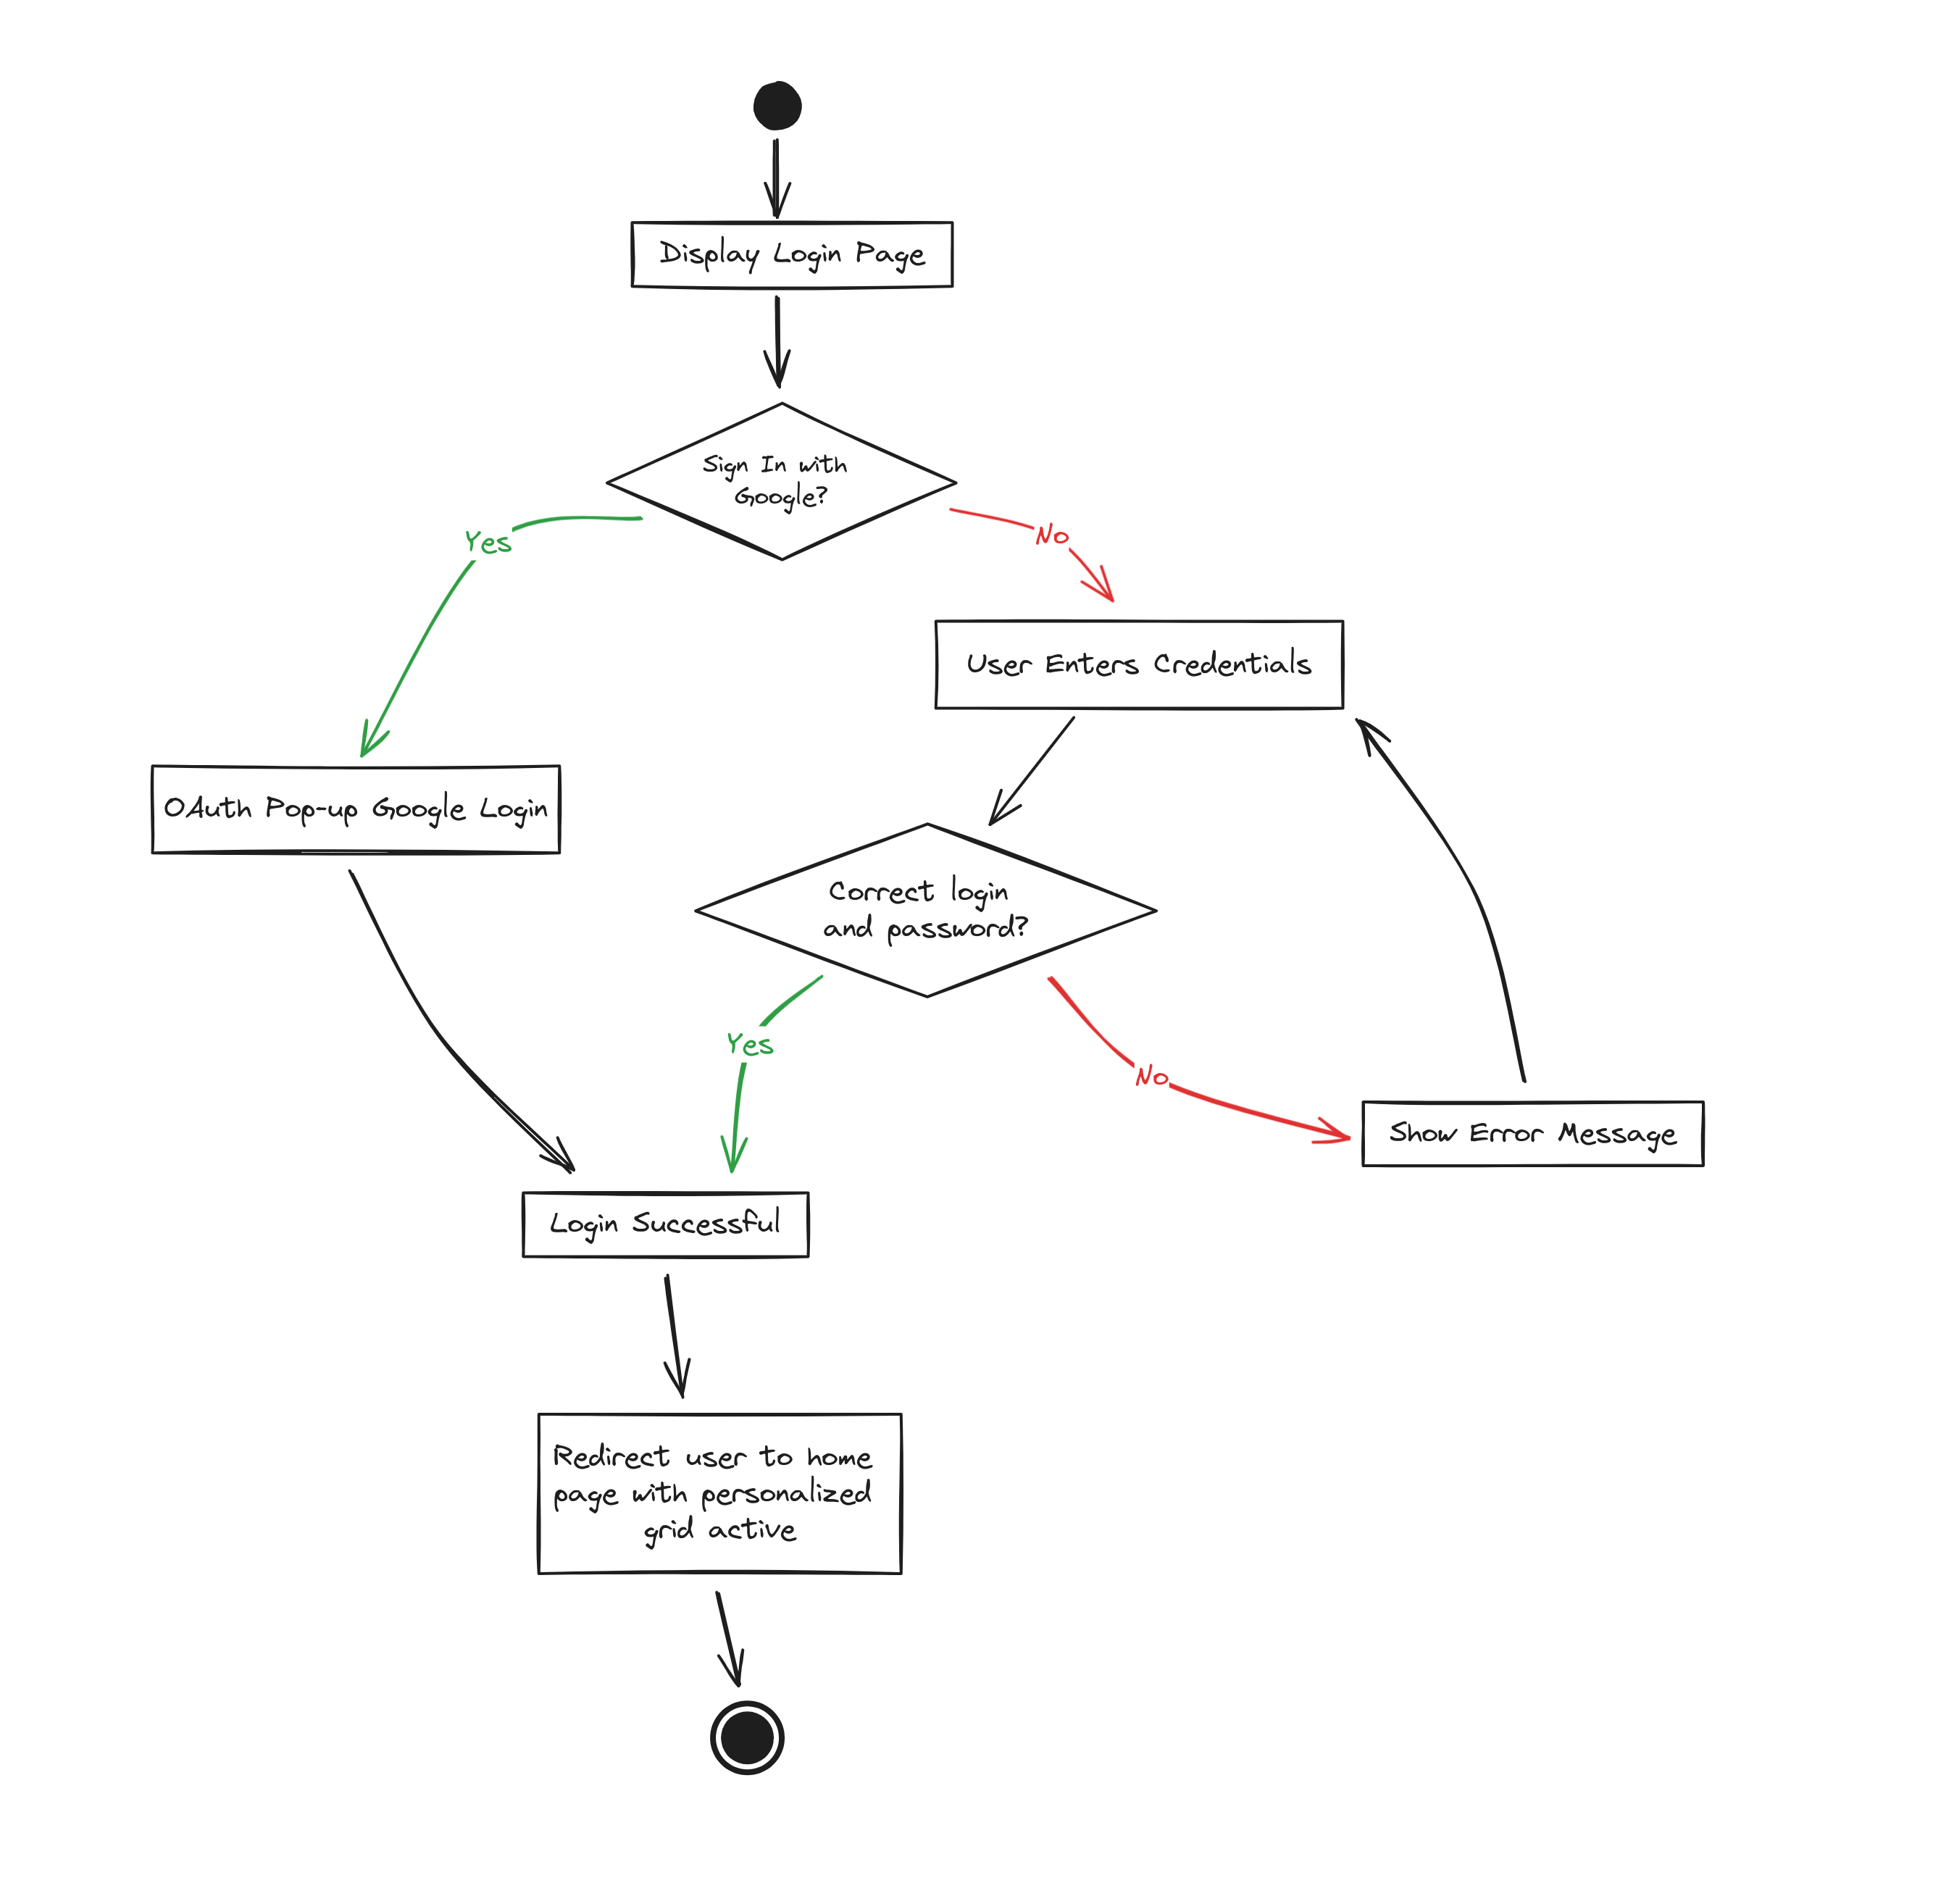 Display Login Page
Sign In with
Google?
Yes
No
User Enters Credentials
OAuth Pop-up Google Login
Correct login
and password?
Yes
No
Show Error Message
Login Successful
Redirect user to home
page with personalized
grid active